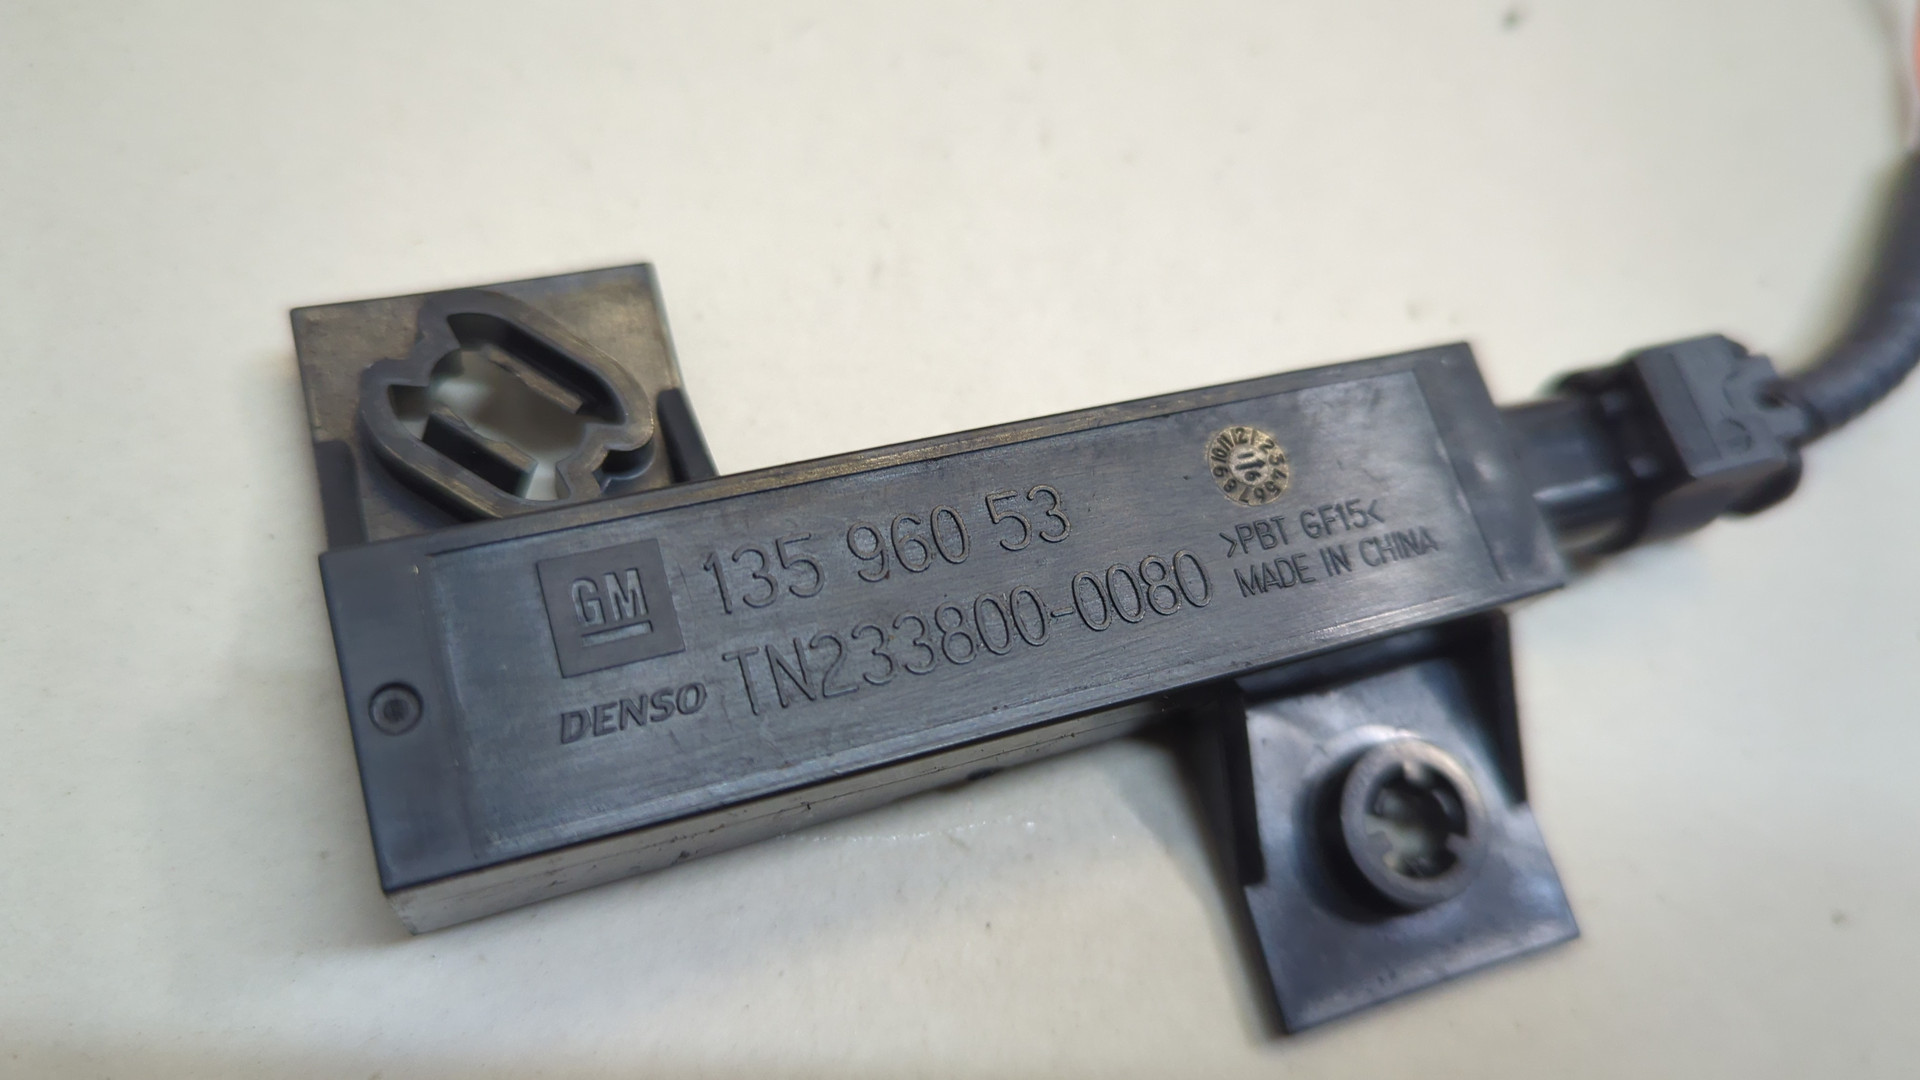 GM
135 960 53
DENSO
TN233800-0080
>PBT GF15<
MADE IN CHINA